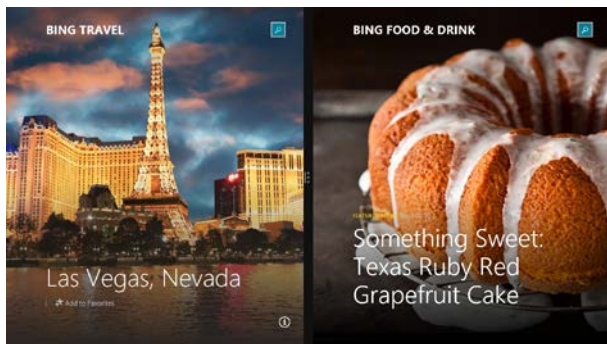 BING TRAVEL
Las Vegas, Nevada
Add to Favorites
BING FOOD & DRINK
Something Sweet:
Texas Ruby Red
Grapefruit Cake